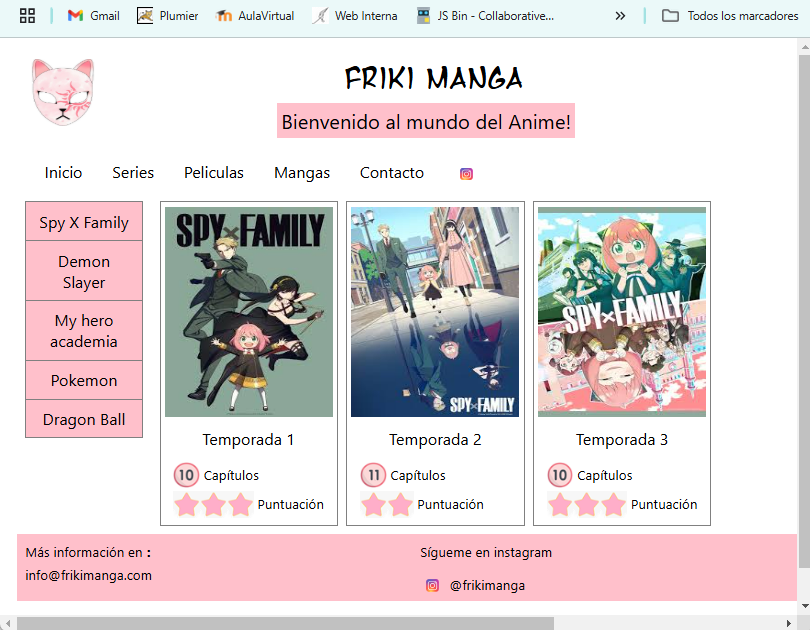 Gmail Plumier AulaVirtual Web Interna JS Bin - Collaborative... » Todos los marcadores
FRIKI MANGA
Bienvenido al mundo del Anime!
Inicio Series Peliculas Mangas Contacto
Spy X Family
Demon
Slayer
My hero
academia
Pokemon
Dragon Ball
SPY×FAMILY
Temporada 1
10 Capítulos
Puntuación
SPY×FAMILY
Temporada 2
11 Capítulos
Puntuación
SPY×FAMILY
Temporada 3
10 Capítulos
Puntuación
Más información en :
info@frikimanga.com
Sígueme en instagram
@frikimanga